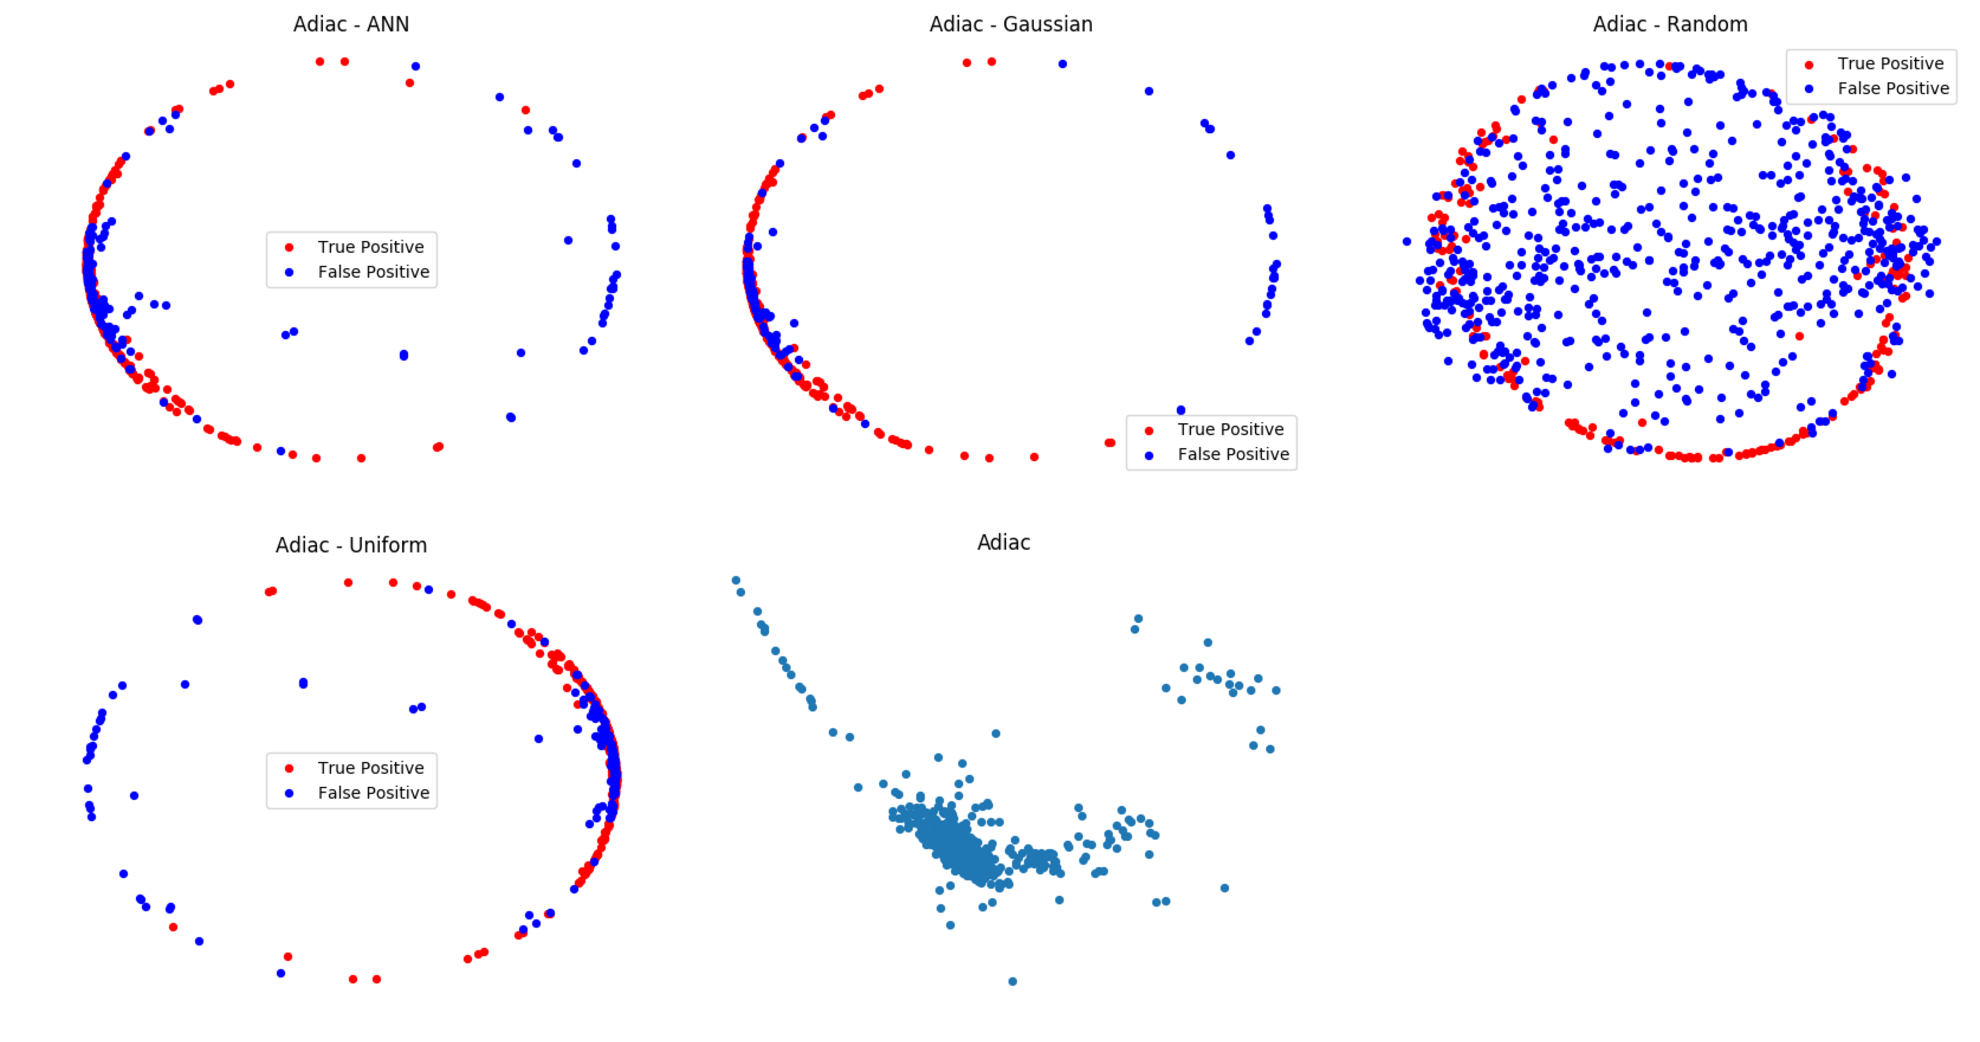 Adiac - ANN
True Positive
False Positive
Adiac - Gaussian
True Positive
False Positive
Adiac - Random
True Positive
False Positive
Adiac - Uniform
True Positive
False Positive
Adiac